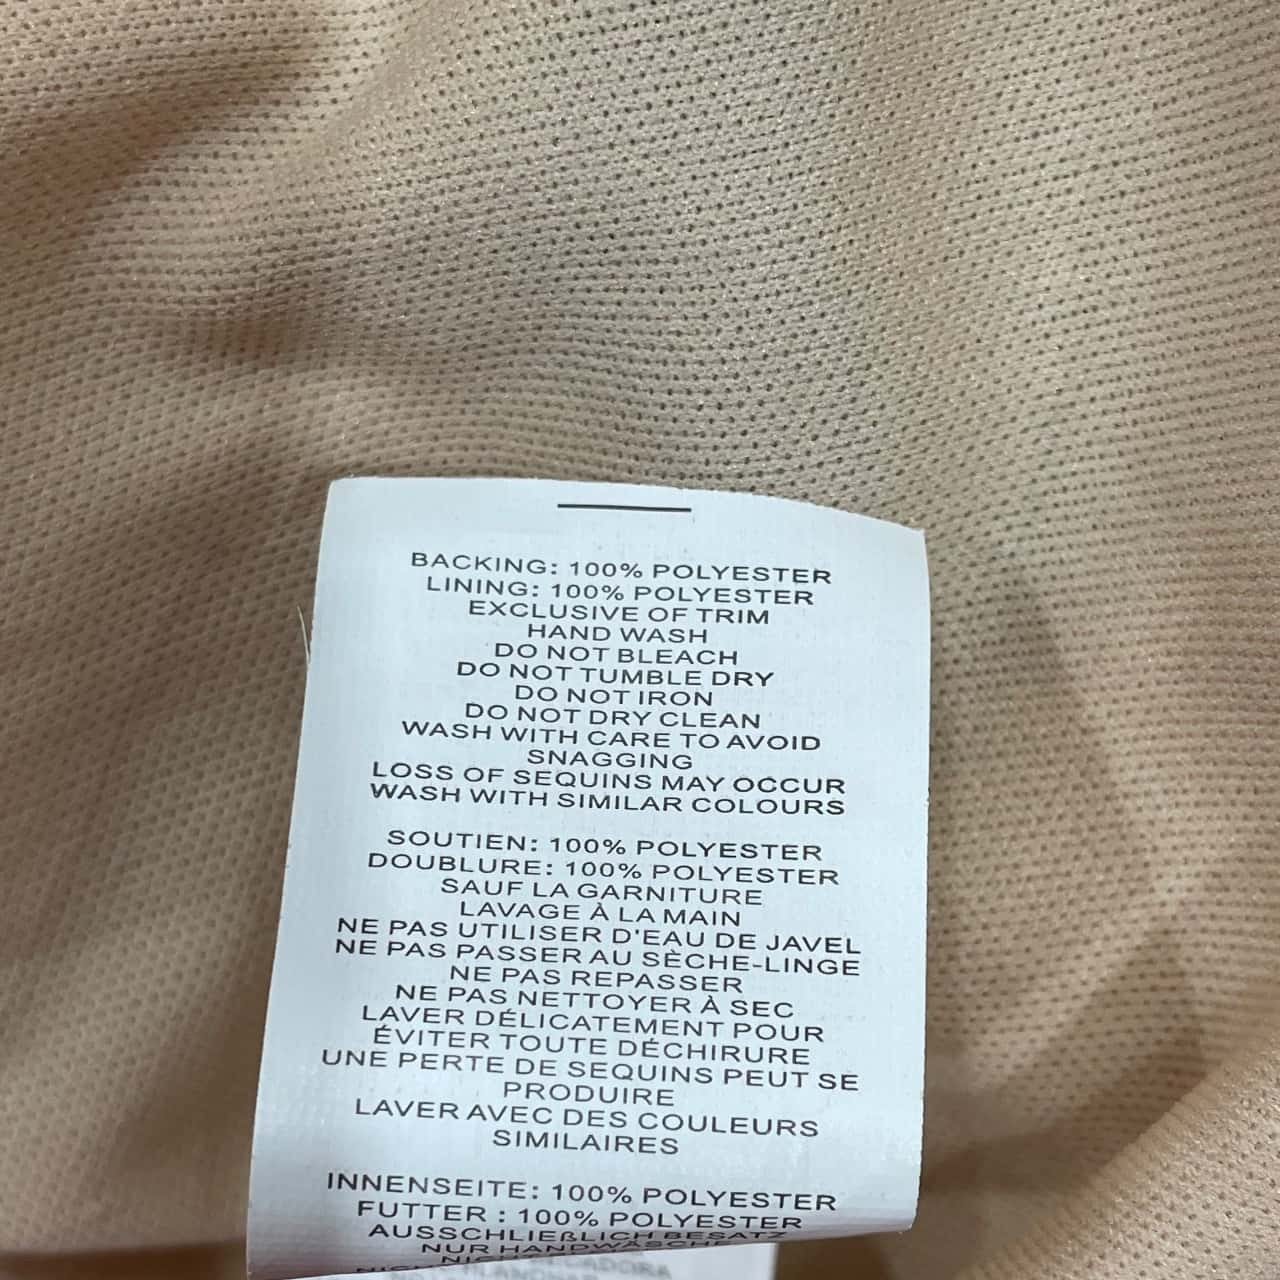 BACKING: 100% POLYESTER
LINING: 100% POLYESTER
EXCLUSIVE OF TRIM
HAND WASH
DO NOT BLEACH
DO NOT TUMBLE DRY
DO NOT IRON
DO NOT DRY CLEAN
WASH WITH CARE TO AVOID
SNAGGING
LOSS OF SEQUINS MAY OCCUR
WASH WITH SIMILAR COLOURS
SOUTIEN: 100% POLYESTER
DOUBLURE: 100% POLYESTER
SAUF LA GARNITURE
LAVAGE À LA MAIN
NE PAS UTILISER D'EAU DE JAVEL
NE PAS PASSER AU SÈCHE-LINGE
NE PAS REPASSER
NE PAS NETTOYER À SEC
LAVER DÉLICATEMENT POUR
ÉVITER TOUTE DÉCHIRURE
UNE PERTE DE SEQUINS PEUT SE
PRODUIRE
LAVER AVEC DES COULEURS
SIMILAIRES
INNENSEITE: 100% POLYESTER
FUTTER : 100% POLYESTER
AUSSCHLIEßLICH BESATZ
NUR HANDWÄSCHE